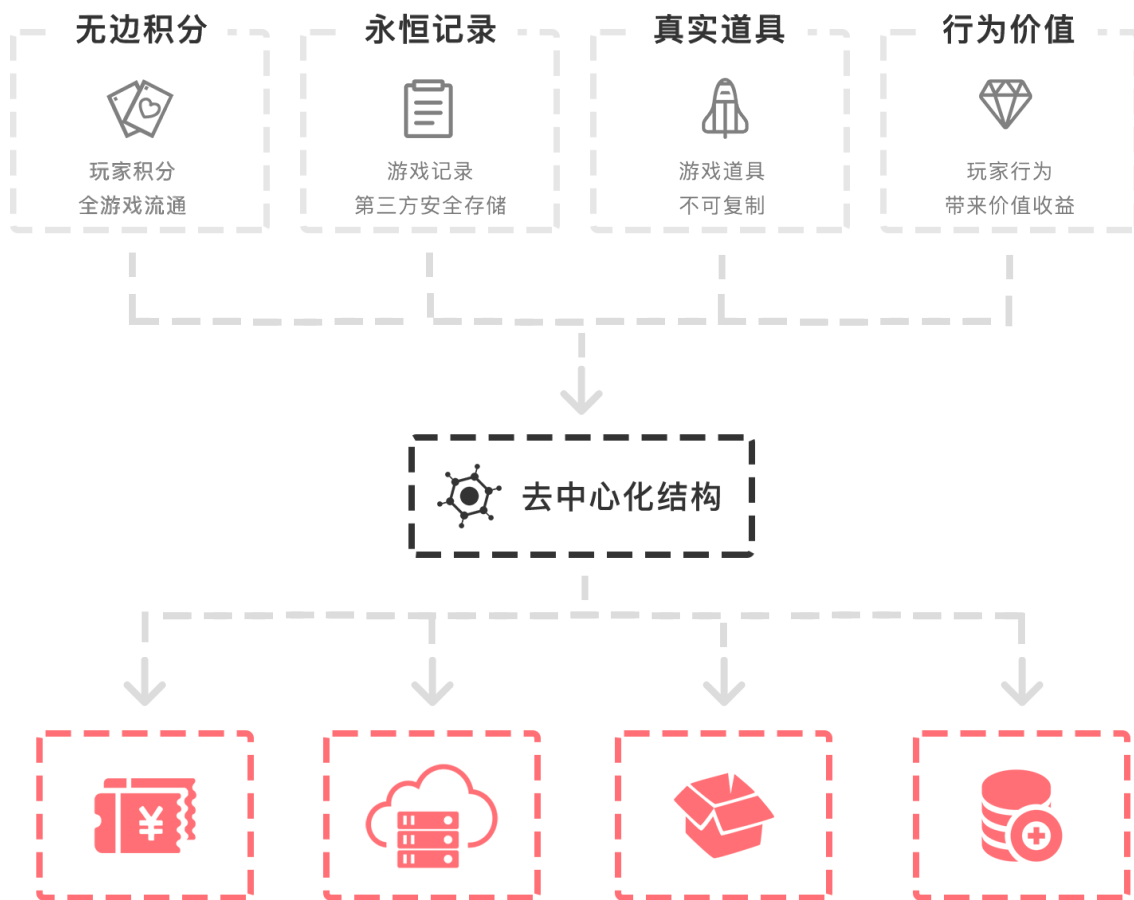 无边积分
永恒记录
真实道具
行为价值
玩家积分
全游戏流通
游戏记录
第三方安全存储
游戏道具
不可复制
玩家行为
带来价值收益
去中心化结构
¥